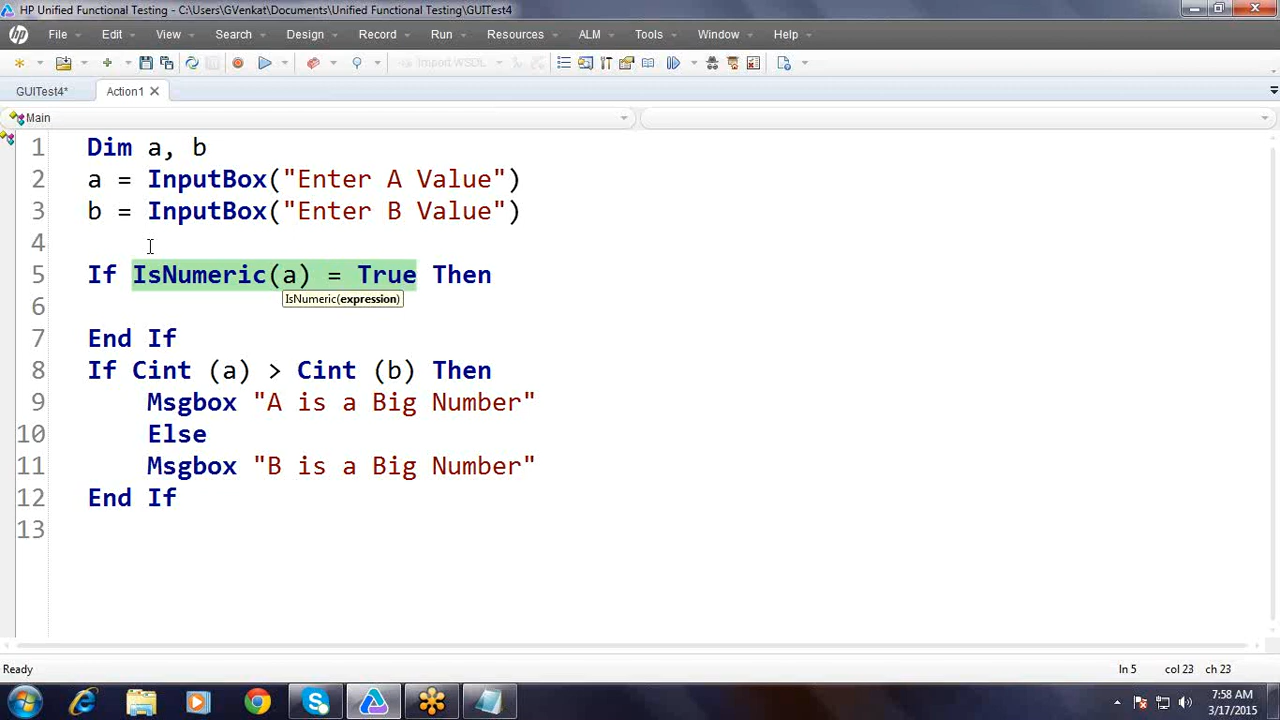 HP Unified Functional Testing - C:\Users\GVenkat\Documents\Unified Functional Testing\GUITest4
hp File Edit View Search Design Record Run Resources ALM Tools Window Help
Import WSDL
GUITest4* Action1
Main
1 Dim a, b
2 a = InputBox("Enter A Value")
3 b = InputBox("Enter B Value")
4
5 If IsNumeric(a) = True Then
IsNumeric(expression)
6
7 End If
8 If Cint (a) > Cint (b) Then
9 Msgbox "A is a Big Number"
10 Else
11 Msgbox "B is a Big Number"
12 End If
13
Ready ln 5 col 23 ch 23
7:58 AM
3/17/2015